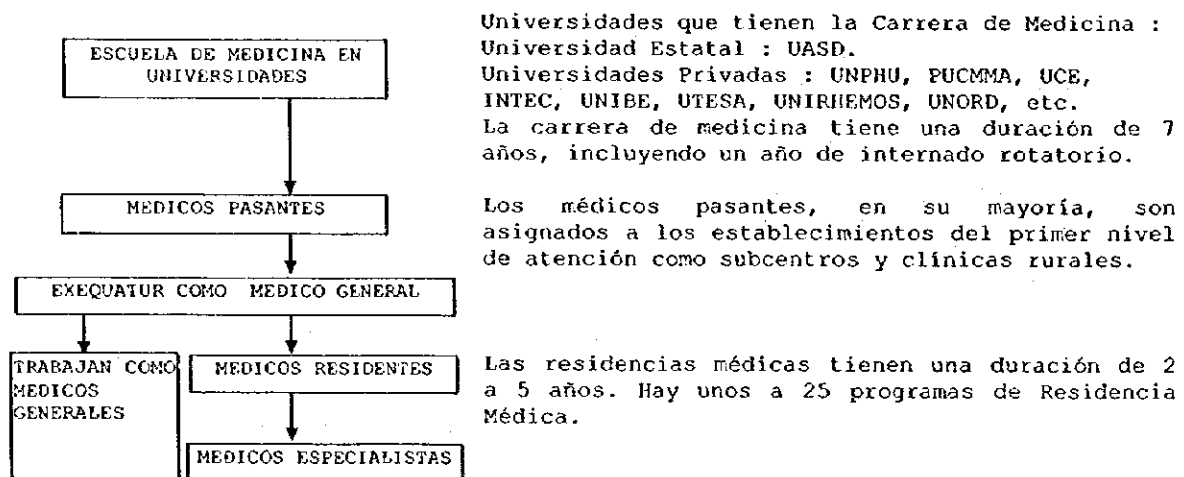 ESCUELA DE MEDICINA EN
UNIVERSIDADES
Universidades que tienen la Carrera de Medicina :
Universidad Estatal : UASD.
Universidades Privadas : UNPHU, PUCMMA, UCE,
INTEC, UNIBE, UTESA, UNIRHEMOS, UNORD, etc.
La carrera de medicina tiene una duración de 7
años, incluyendo un año de internado rotatorio.
MEDICOS PASANTES
Los médicos pasantes, en su mayoría, son
asignados a los establecimientos del primer nivel
de atención como subcentros y clínicas rurales.
EXEQUATUR COMO MEDICO GENERAL
TRABAJAN COMO
MEDICOS
GENERALES
MEDICOS RESIDENTES
Las residencias médicas tienen una duración de 2
a 5 años. Hay unos a 25 programas de Residencia
Médica.
MEDICOS ESPECIALISTAS